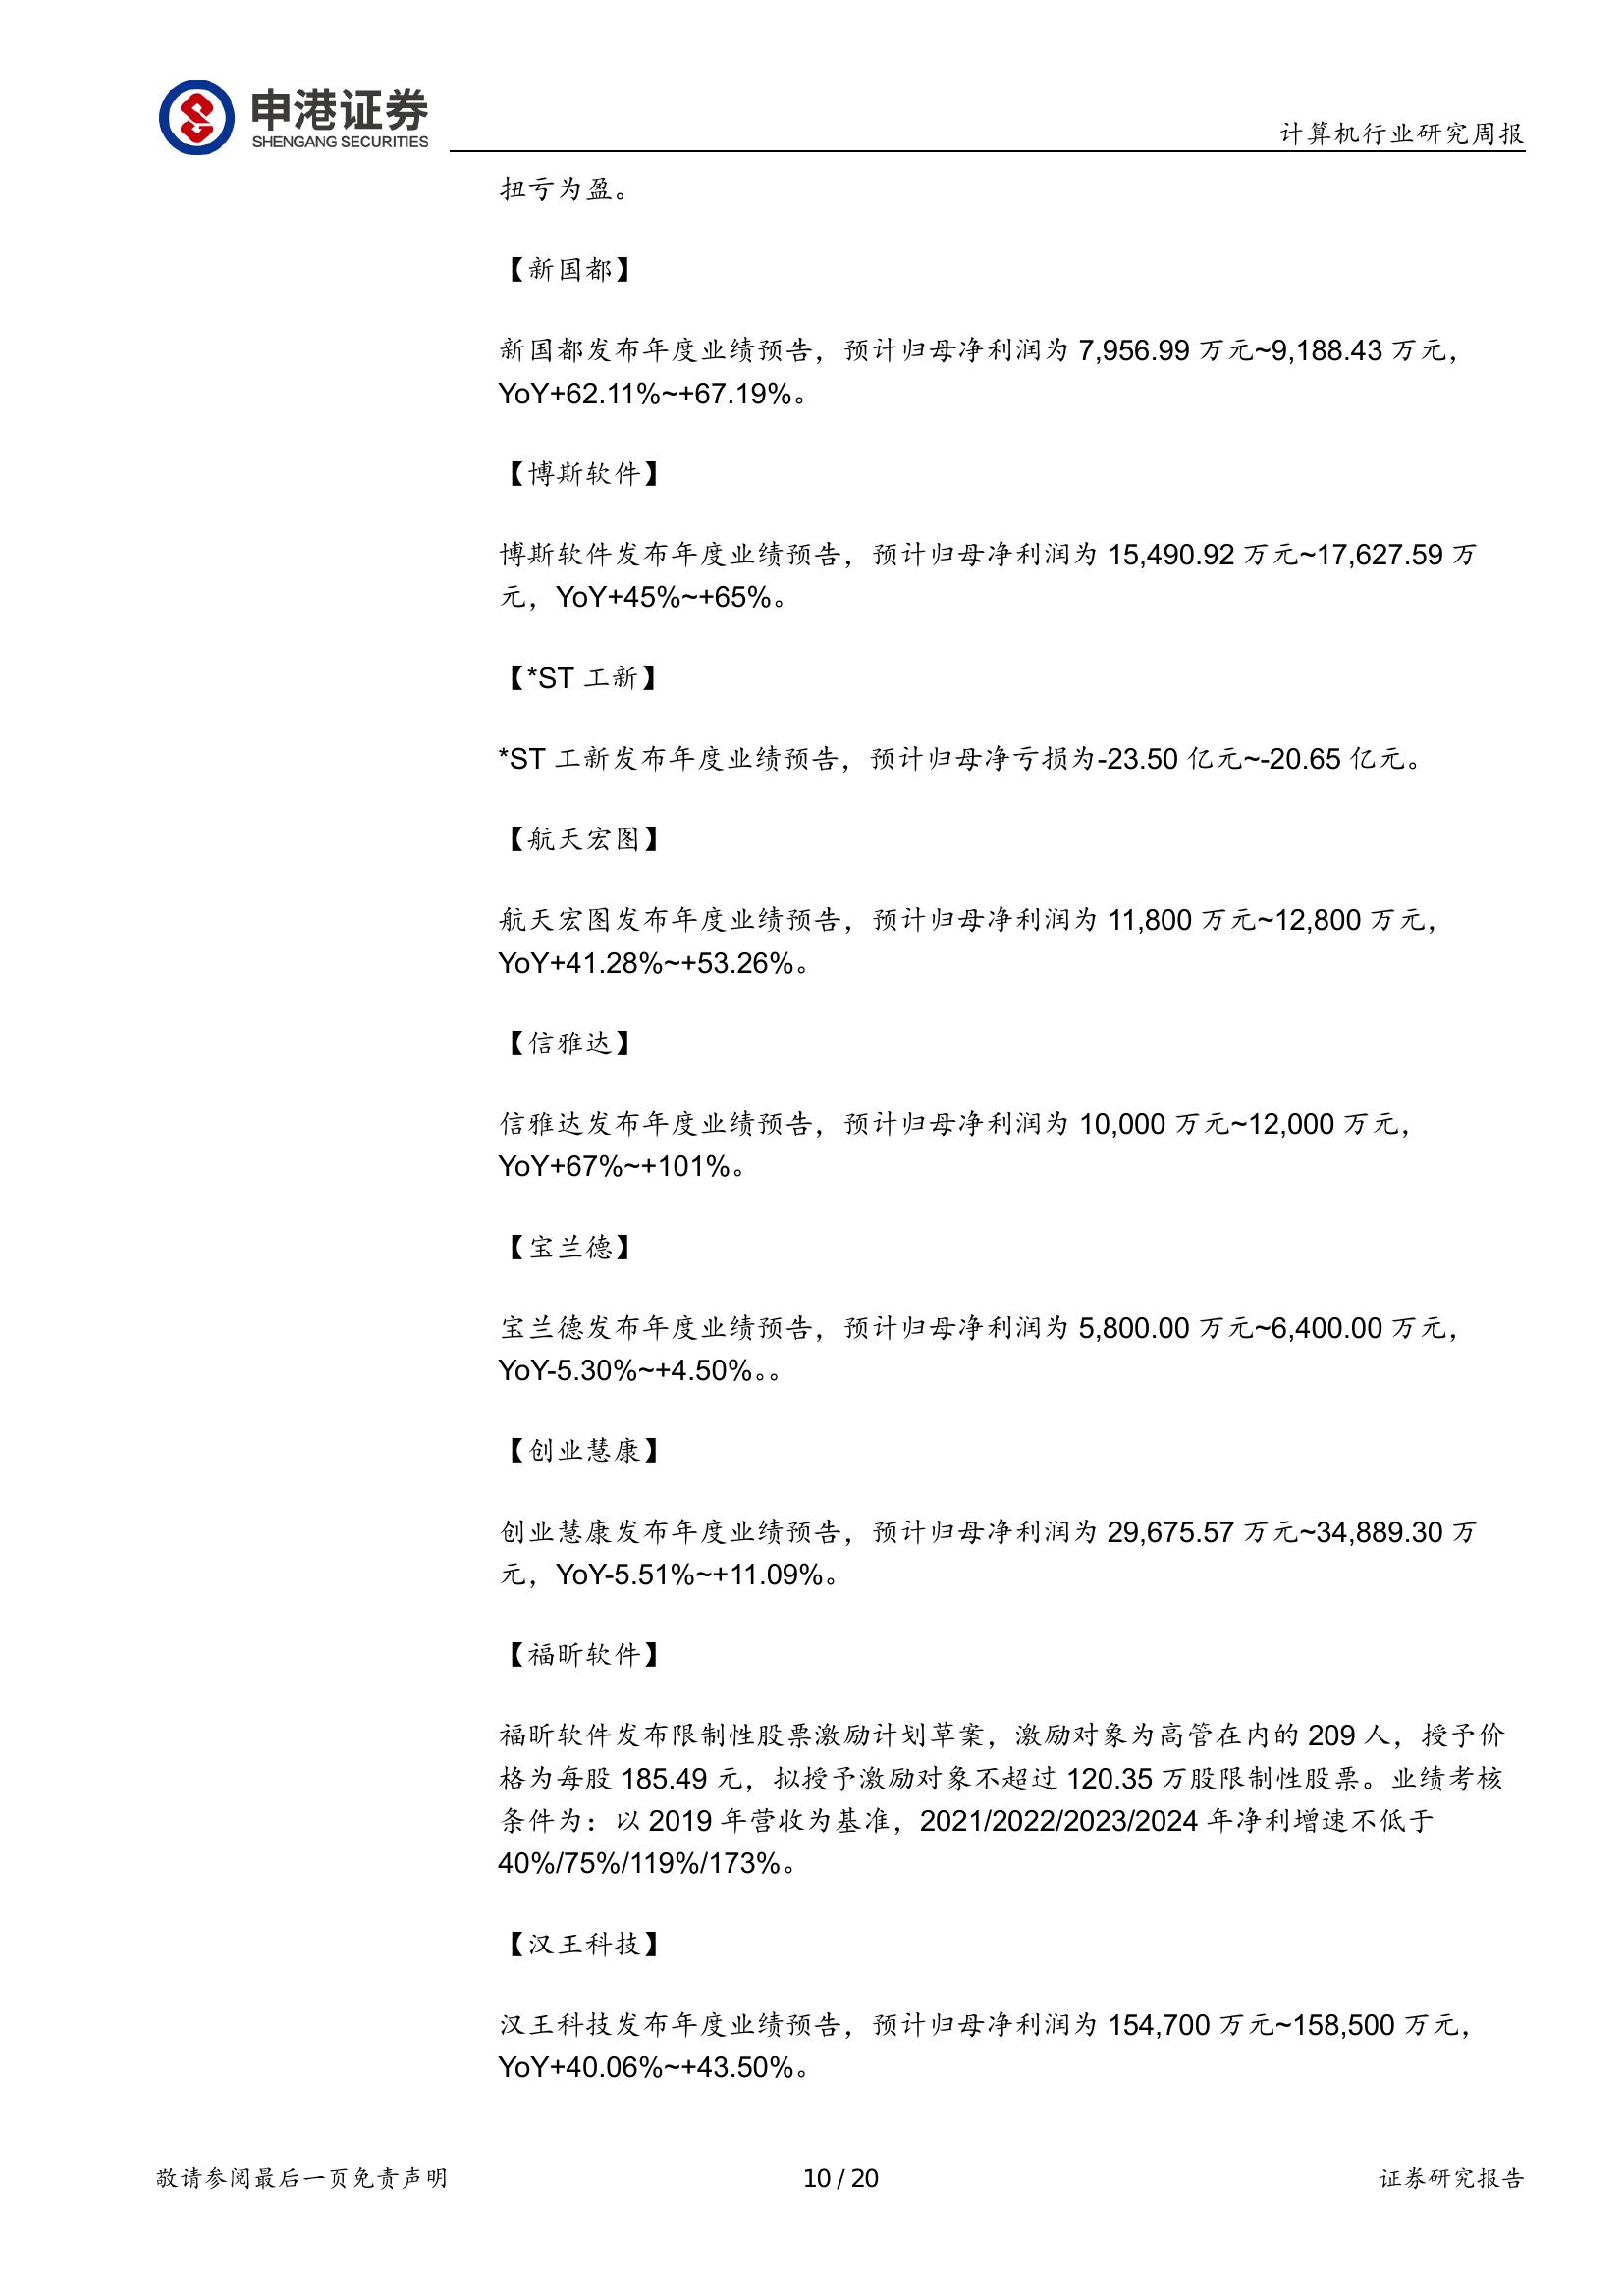 申港证券
SHENGANG SECURITIES
计算机行业研究周报
扭亏为盈。
【新国都】
新国都发布年度业绩预告，预计归母净利润为 7,956.99 万元~9,188.43 万元，
YoY+62.11%~+67.19%。
【博斯软件】
博斯软件发布年度业绩预告，预计归母净利润为 15,490.92 万元~17,627.59 万
元，YoY+45%~+65%。
【*ST 工新】
*ST 工新发布年度业绩预告，预计归母净亏损为-23.50 亿元~-20.65 亿元。
【航天宏图】
航天宏图发布年度业绩预告，预计归母净利润为 11,800 万元~12,800 万元，
YoY+41.28%~+53.26%。
【信雅达】
信雅达发布年度业绩预告，预计归母净利润为 10,000 万元~12,000 万元，
YoY+67%~+101%。
【宝兰德】
宝兰德发布年度业绩预告，预计归母净利润为 5,800.00 万元~6,400.00 万元，
YoY-5.30%~+4.50%。。
【创业慧康】
创业慧康发布年度业绩预告，预计归母净利润为 29,675.57 万元~34,889.30 万
元，YoY-5.51%~+11.09%。
【福昕软件】
福昕软件发布限制性股票激励计划草案，激励对象为高管在内的 209 人，授予价
格为每股 185.49 元，拟授予激励对象不超过 120.35 万股限制性股票。业绩考核
条件为：以 2019 年营收为基准，2021/2022/2023/2024 年净利增速不低于
40%/75%/119%/173%。
【汉王科技】
汉王科技发布年度业绩预告，预计归母净利润为 154,700 万元~158,500 万元，
YoY+40.06%~+43.50%。
敬请参阅最后一页免责声明
10 / 20
证券研究报告